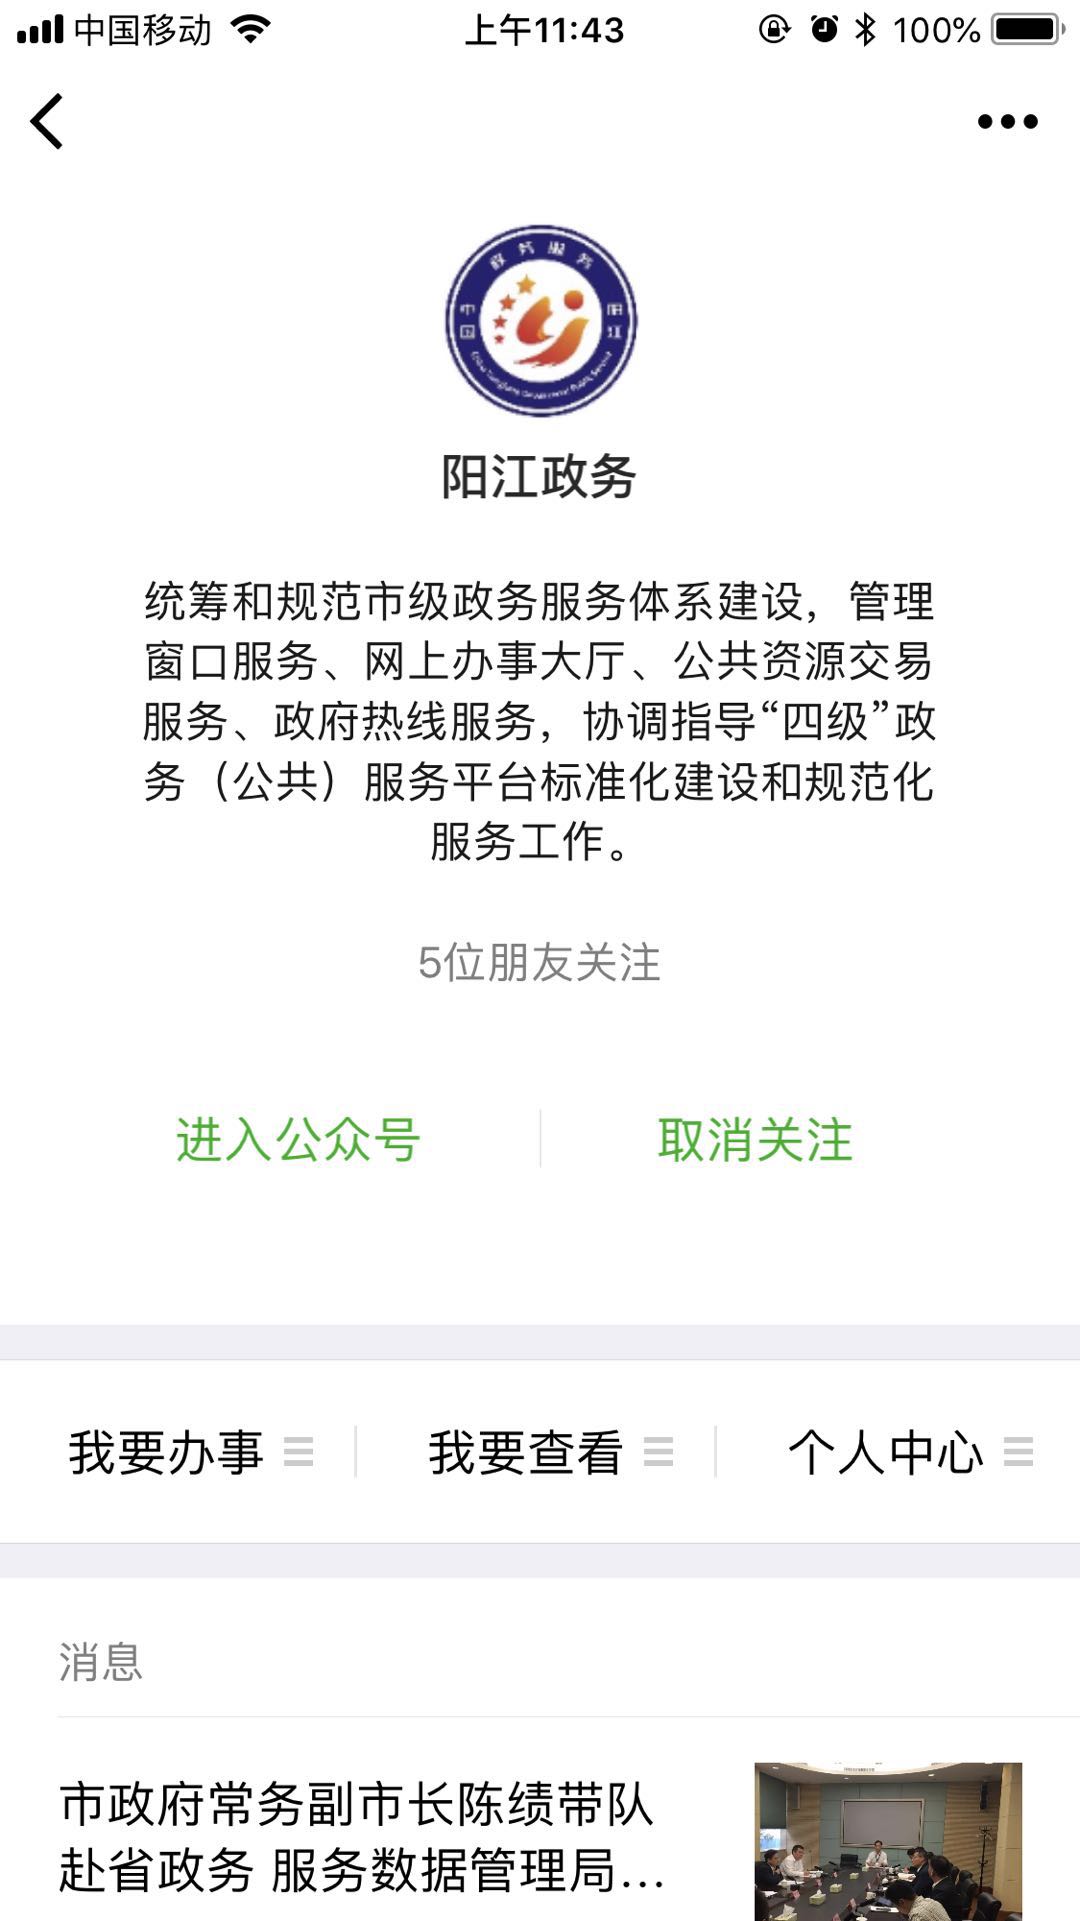 中国移动
上午11:43
100%
政务服务
中国
阳江
阳江政务
统筹和规范市级政务服务体系建设，管理
窗口服务、网上办事大厅、公共资源交易
服务、政府热线服务，协调指导“四级”政
务（公共）服务平台标准化建设和规范化
服务工作。
5位朋友关注
进入公众号
取消关注
我要办事
我要查看
个人中心
消息
市政府常务副市长陈绩带队
赴省政务 服务数据管理局...